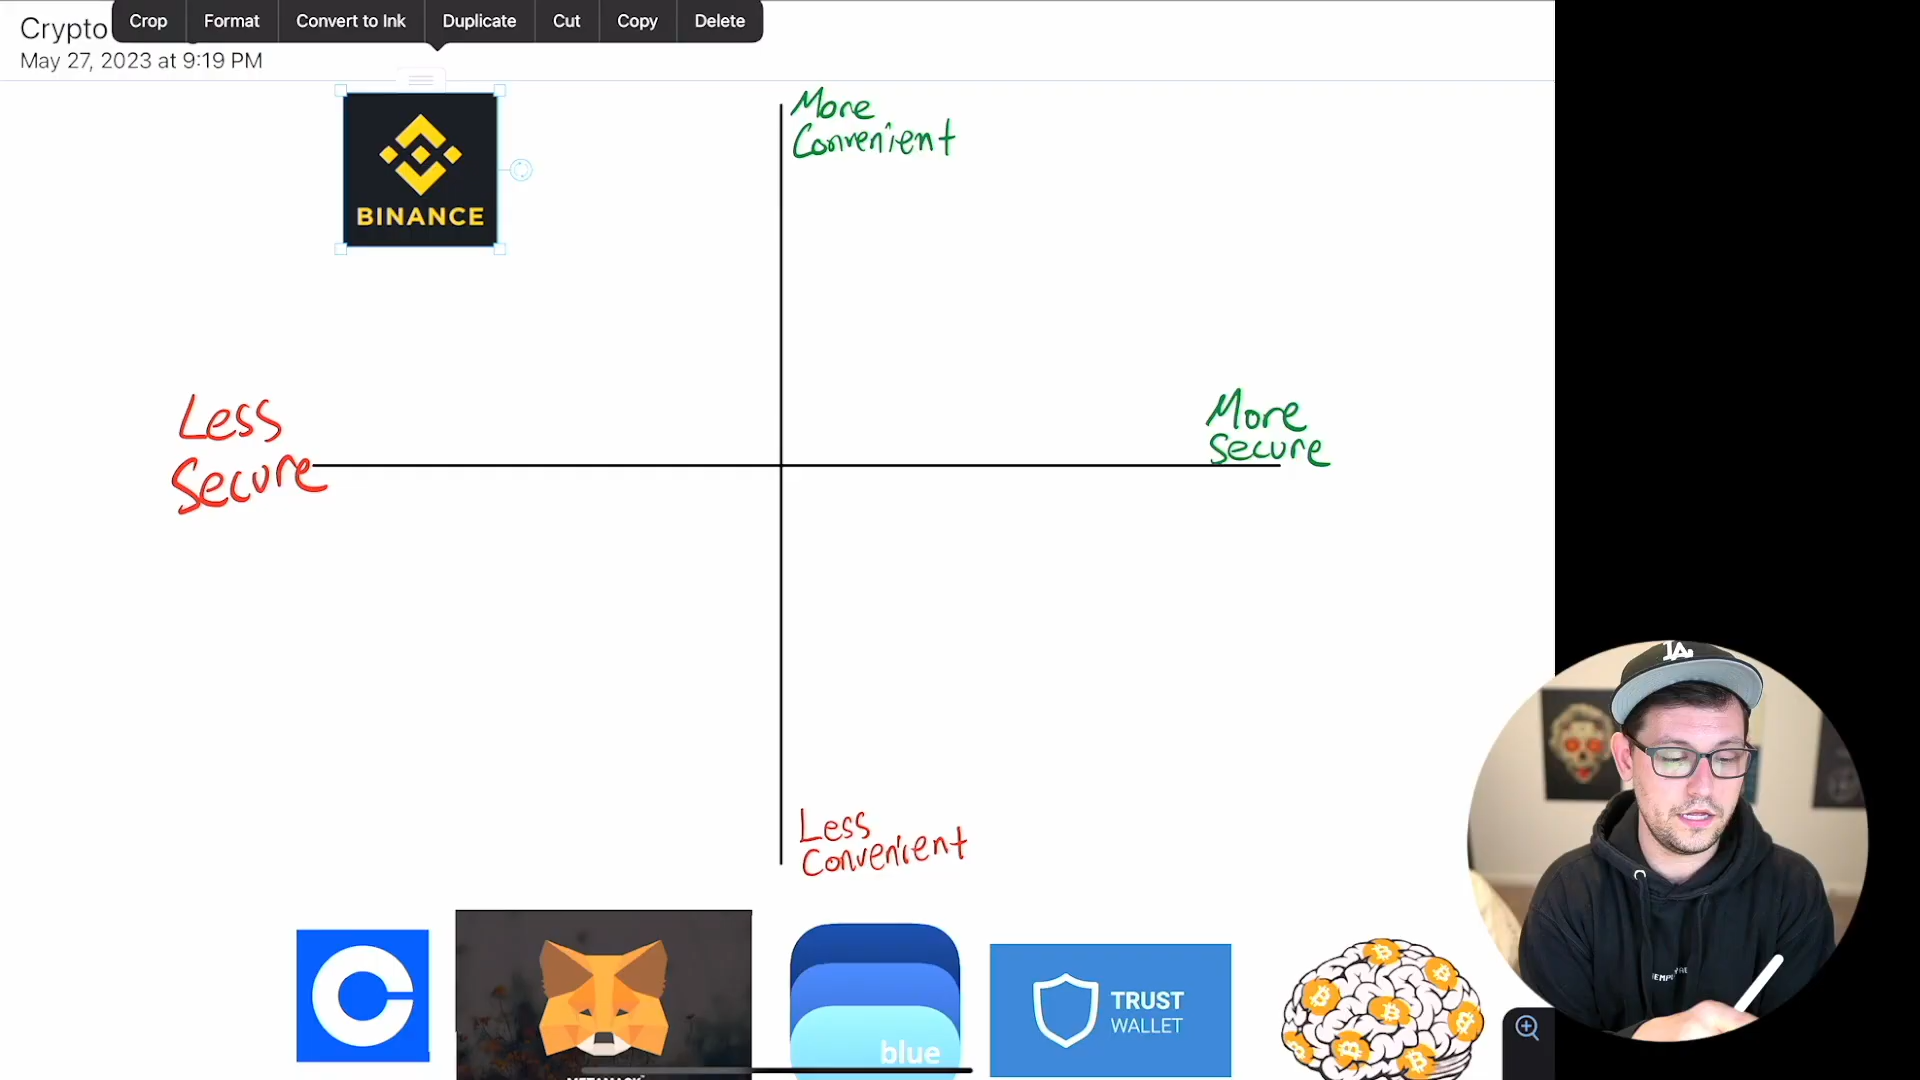 Crop Format Convert to Ink Duplicate Cut Copy Delete
Crypto
May 27, 2023 at 9:19 PM
BINANCE
More
Convenient
Less
Secure
More
Secure
Less
Convenient
blue
TRUST
WALLET
LA